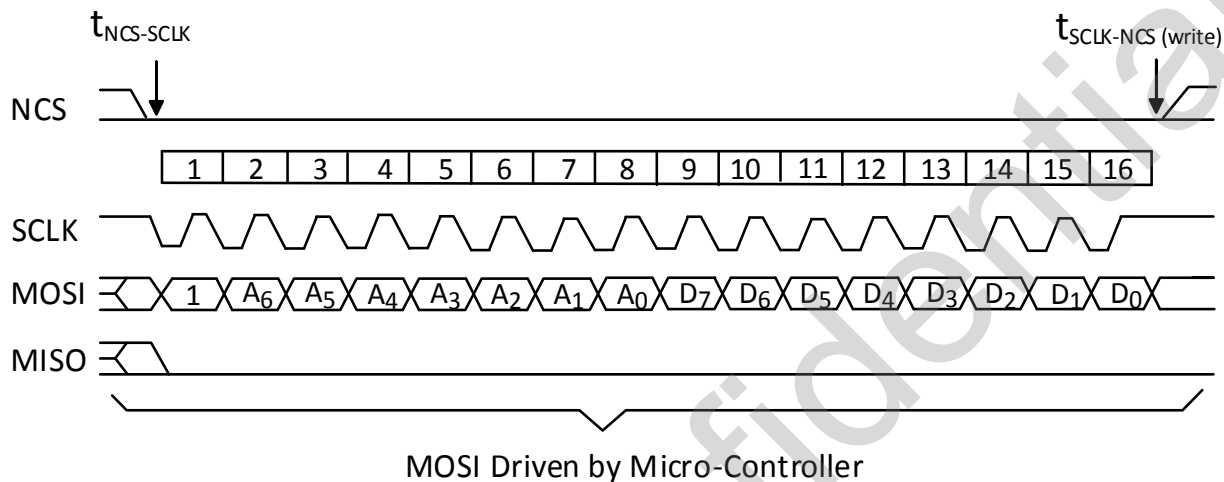 tNCS-SCLK
tSCLK-NCS (write)
NCS
1 2 3 4 5 6 7 8 9 10 11 12 13 14 15 16
SCLK
MOSI 1 A6 A5 A4 A3 A2 A1 A0 D7 D6 D5 D4 D3 D2 D1 D0
MISO
MOSI Driven by Micro-Controller
fidential